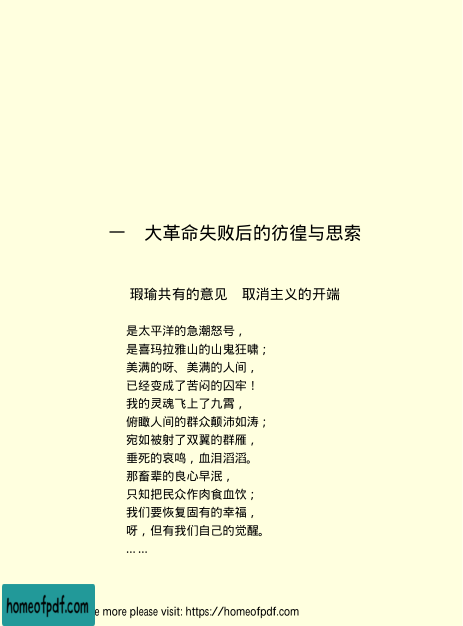 一　大革命失败后的彷徨与思索
瑕瑜共有的意见　取消主义的开端
是太平洋的急潮怒号，
是喜玛拉雅山的山鬼狂啸；
美满的呀、美满的人间，
已经变成了苦闷的囚牢！
我的灵魂飞上了九霄，
俯瞰人间的群众颠沛如涛；
宛如被射了双翼的群雁，
垂死的哀鸣，血泪滔滔。
那畜辈的良心早泯，
只知把民众作肉食血饮；
我们要恢复固有的幸福，
呀，但有我们自己的觉醒。
……
homeofpdf.com
e more please visit: https://homeofpdf.com